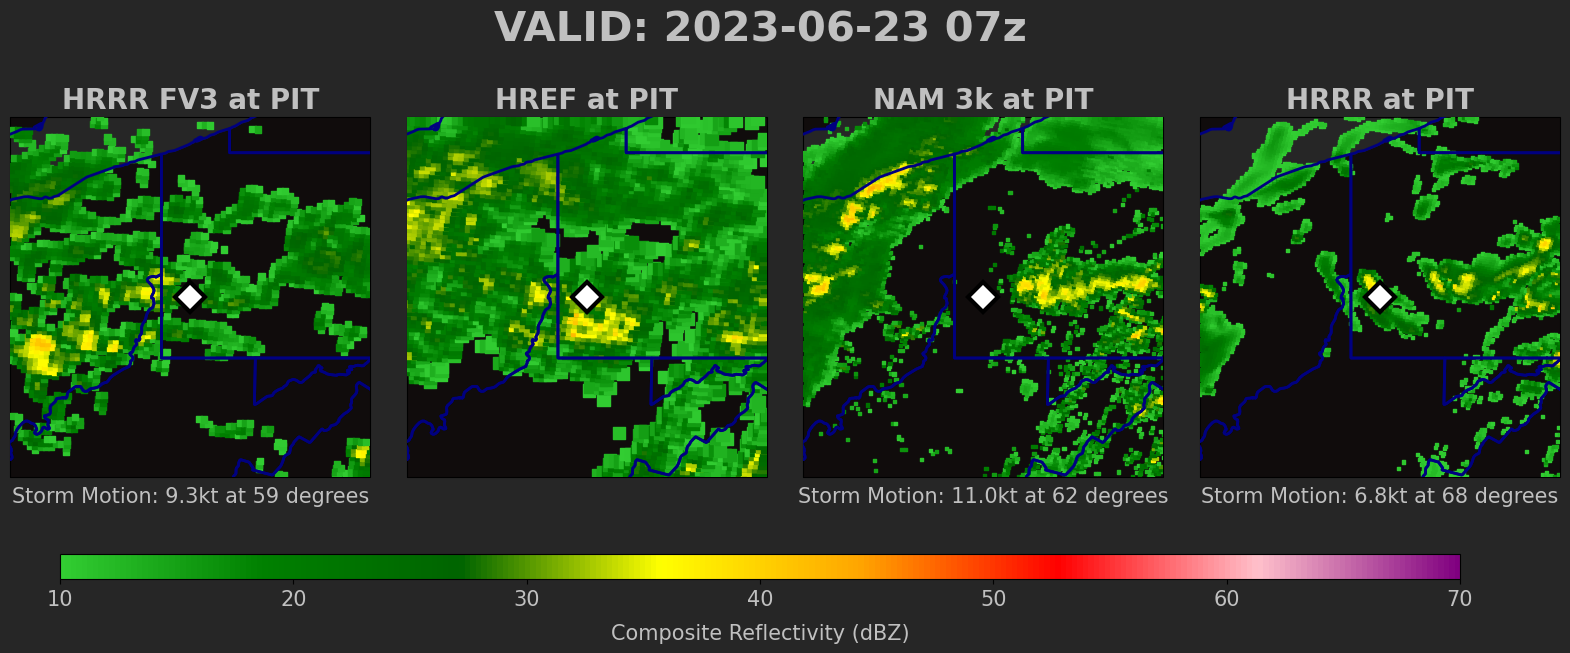 VALID: 2023-06-23 07z
HRRR FV3 at PIT
HREF at PIT
NAM 3k at PIT
HRRR at PIT
Storm Motion: 9.3kt at 59 degrees
Storm Motion: 11.0kt at 62 degrees
Storm Motion: 6.8kt at 68 degrees
10 20 30 40 50 60 70
Composite Reflectivity (dBZ)